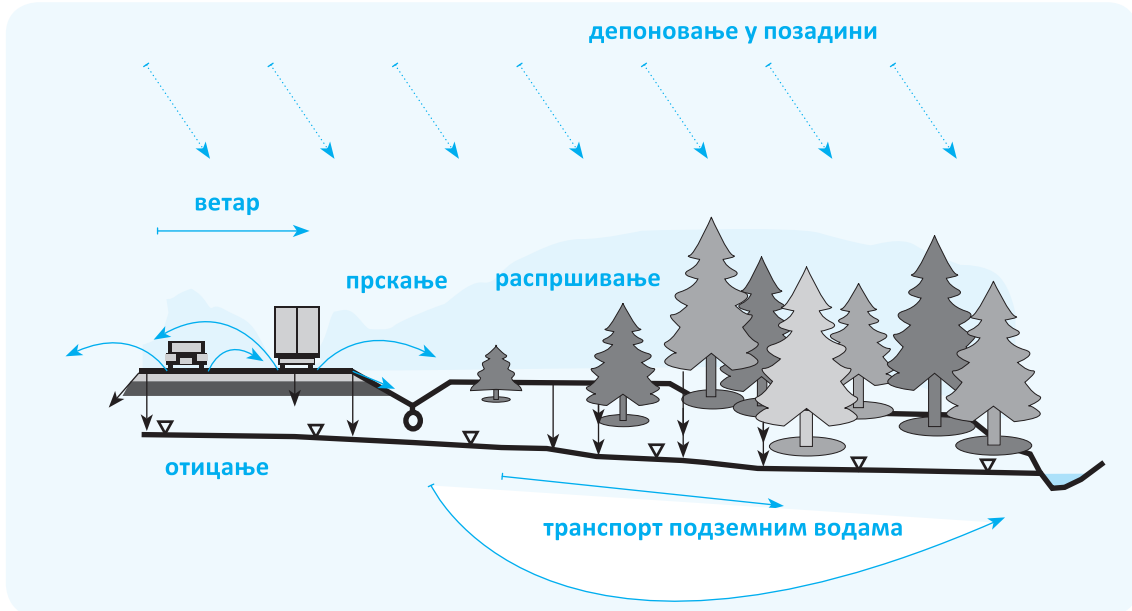 депоновање у позадини
ветар
прскање
распршивање
отицање
транспорт подземним водама